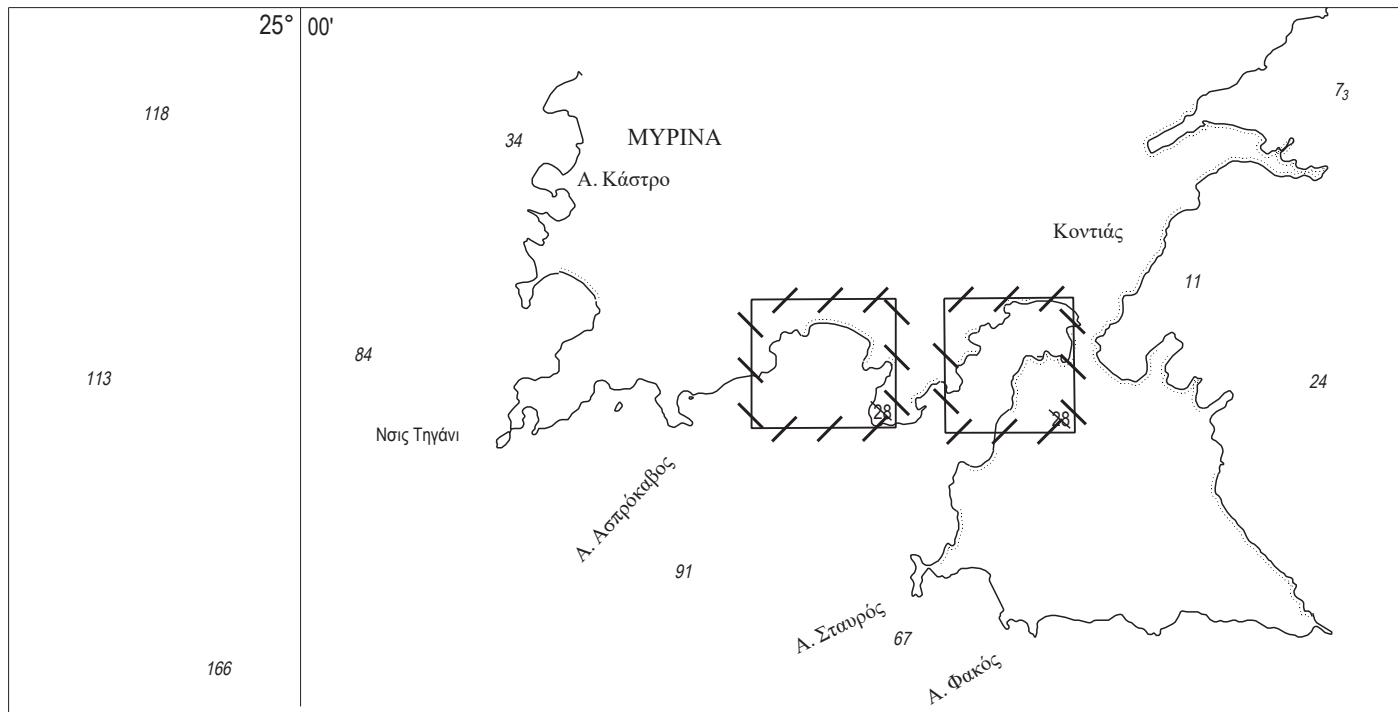 25° 00'
118
7₃
34
ΜΥΡΙΝΑ
Α. Κάστρο
Κοντιάς
11
84
113
24
28
28
Νσις Τηγάνι
Α. Ασπρόκαβος
91
Α. Σταυρός
67
Α. Φακός
166